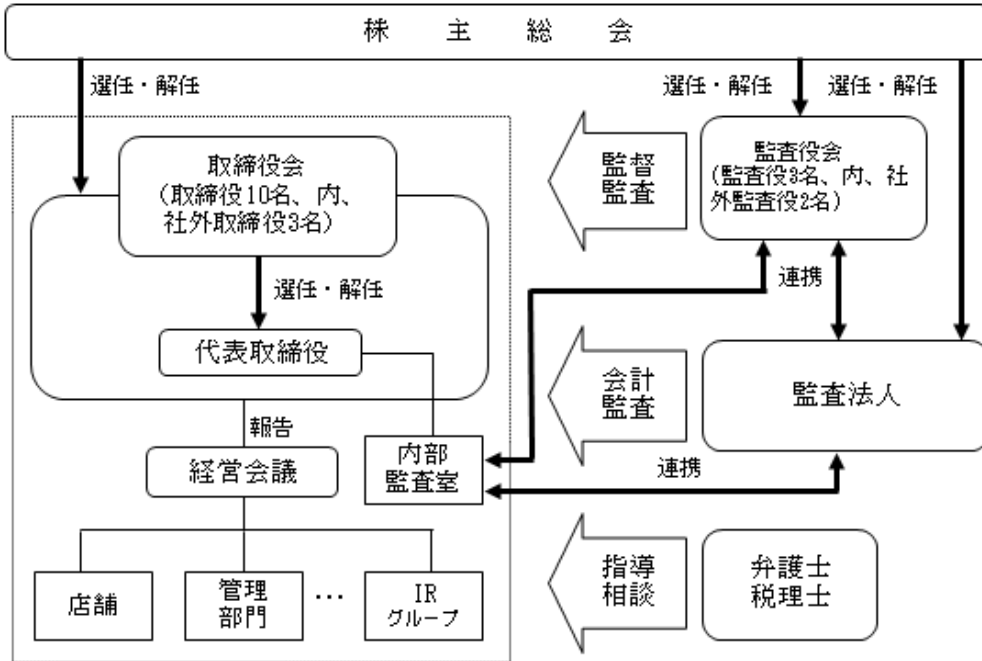 株　主　総　会
選任・解任
選任・解任
選任・解任
取締役会
（取締役10名、内、
社外取締役3名）
監督
監査
監査役会
（監査役3名、内、社
外監査役2名）
選任・解任
連携
代表取締役
会計
監査
監査法人
報告
経営会議
内部
監査室
連携
店舗
管理
部門
…
IR
グループ
指導
相談
弁護士
税理士